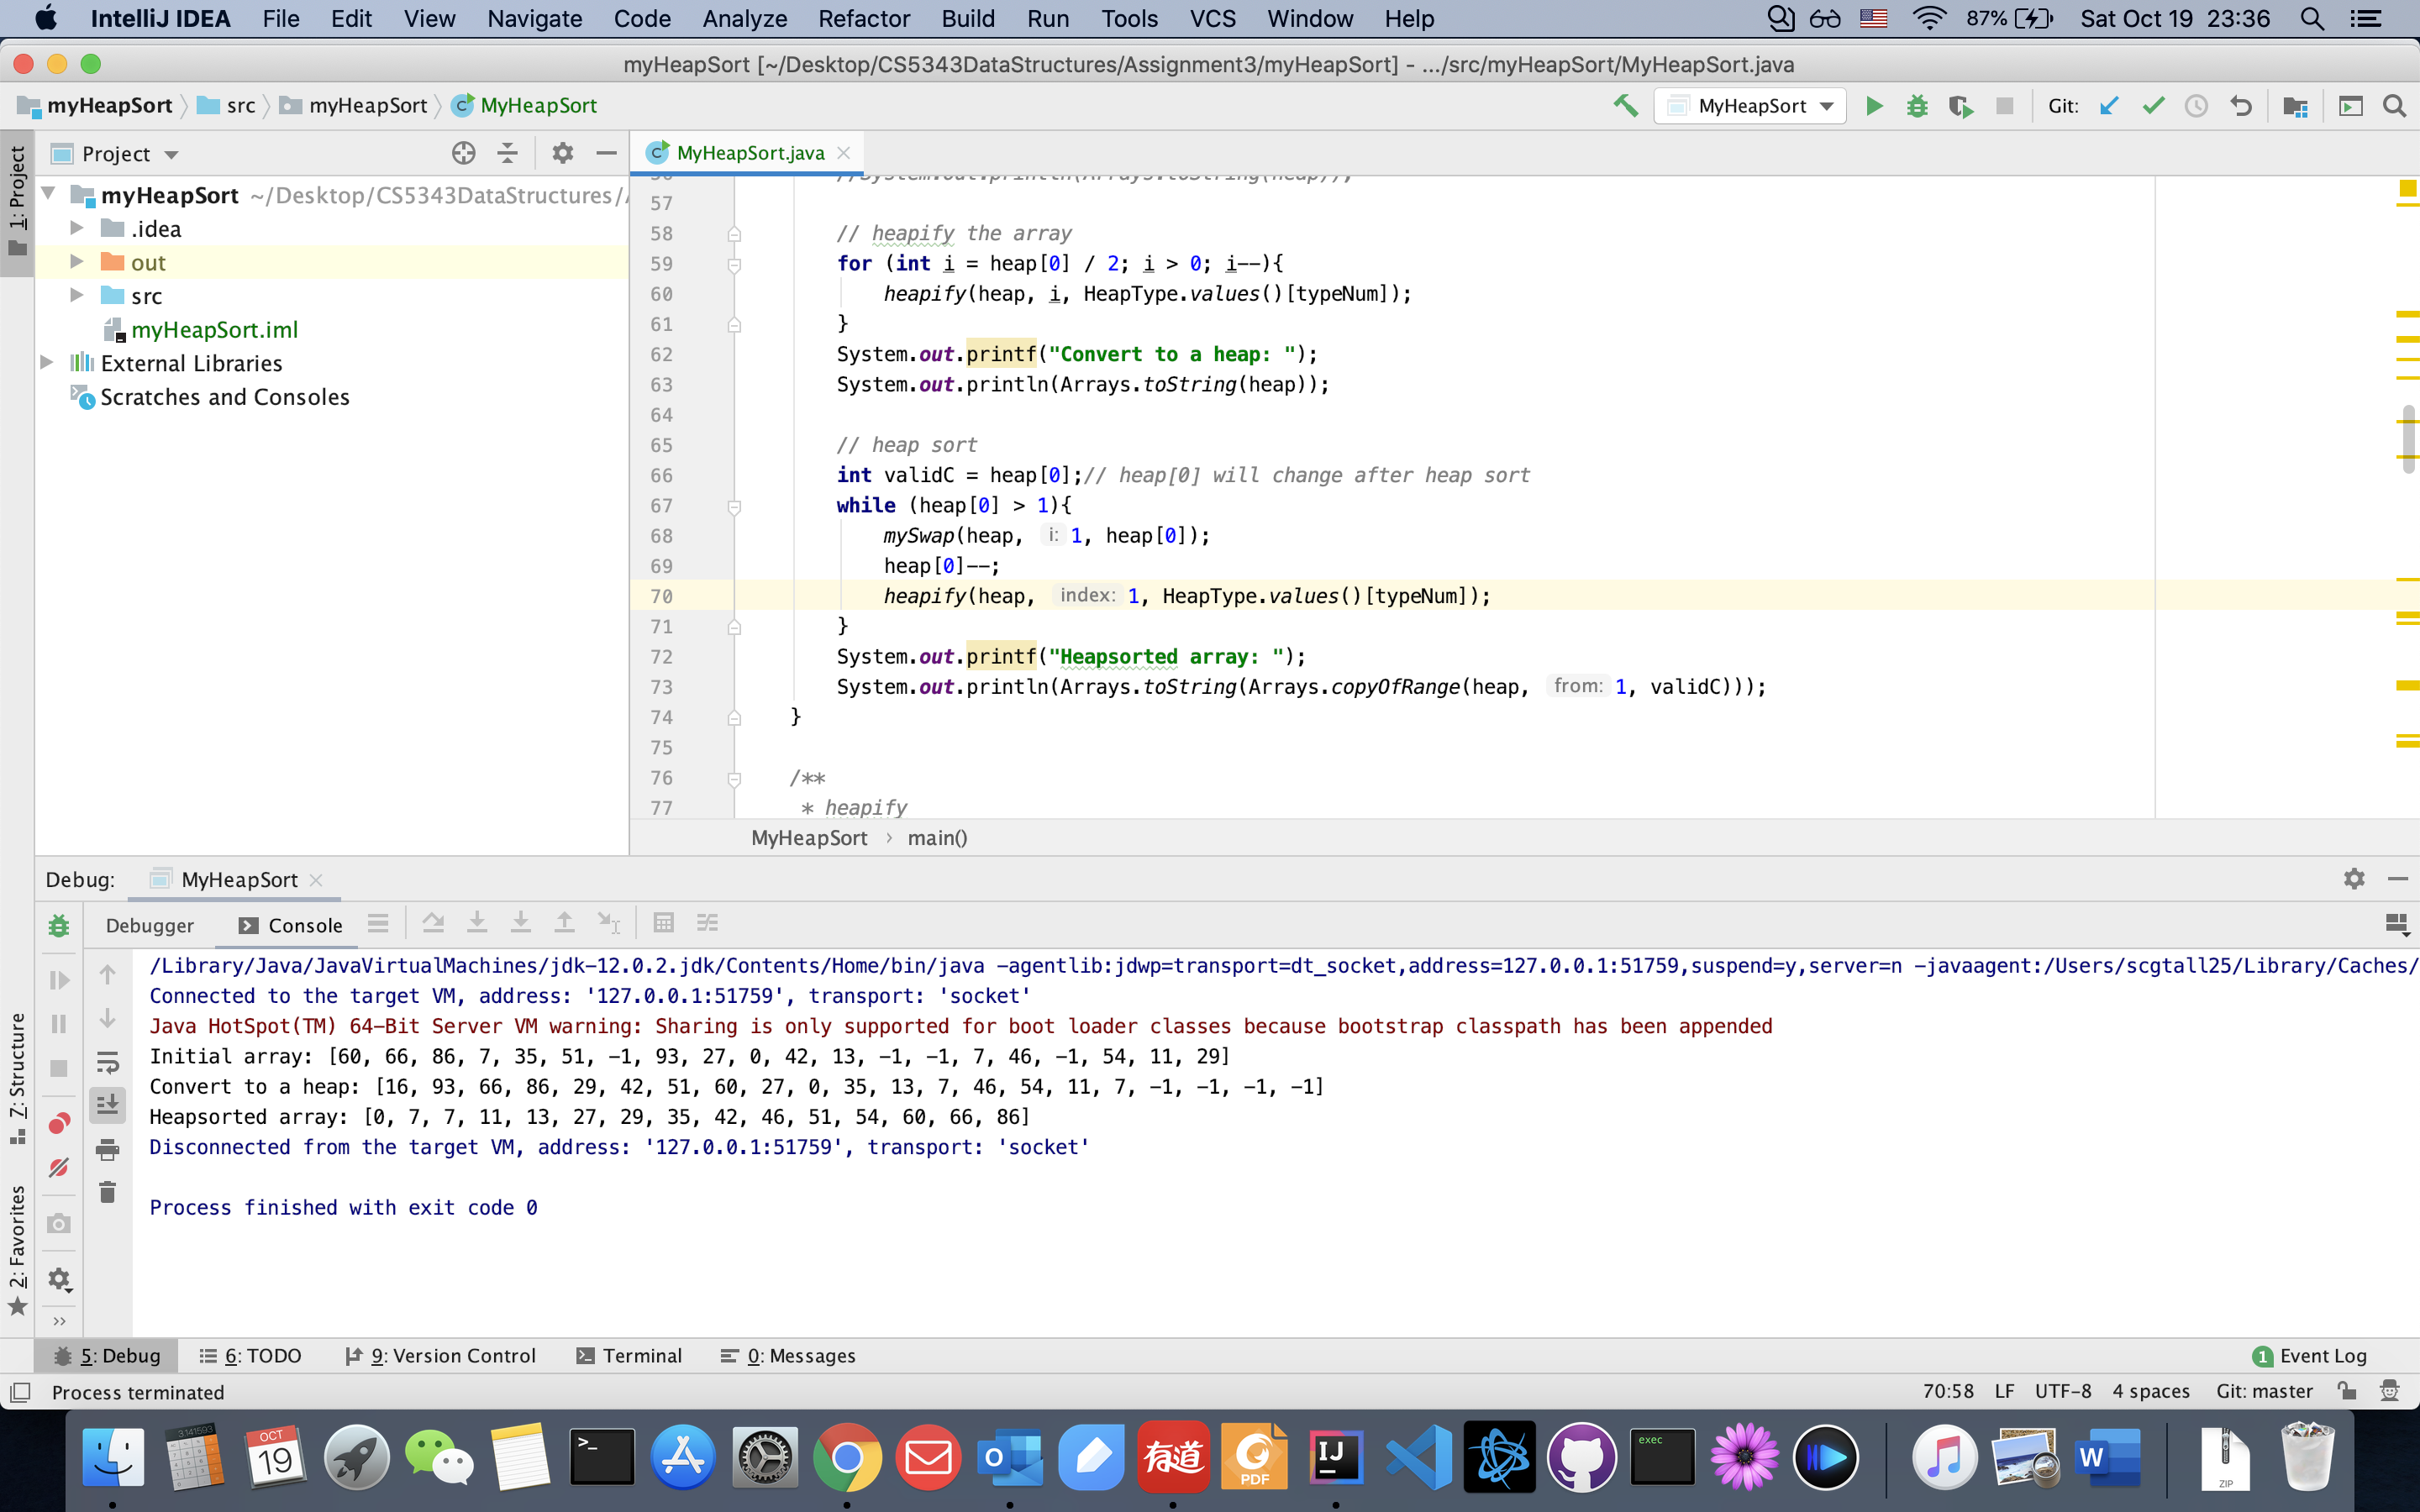 IntelliJ IDEA File Edit View Navigate Code Analyze Refactor Build Run Tools VCS Window Help 87% Sat Oct 19 23:36
myHeapSort [~/Desktop/CS5343DataStructures/Assignment3/myHeapSort] - .../src/myHeapSort/MyHeapSort.java
myHeapSort src myHeapSort MyHeapSort MyHeapSort Git:
1: Project
Project
MyHeapSort.java
myHeapSort ~/Desktop/CS5343DataStructures/
.idea
out
src
myHeapSort.iml
External Libraries
Scratches and Consoles
56 //System.out.println(Arrays.toString(heap));
57
58 // heapify the array
59 for (int i = heap[0] / 2; i > 0; i--){
60 heapify(heap, i, HeapType.values()[typeNum]);
61 }
62 System.out.printf("Convert to a heap: ");
63 System.out.println(Arrays.toString(heap));
64
65 // heap sort
66 int validC = heap[0];// heap[0] will change after heap sort
67 while (heap[0] > 1){
68 mySwap(heap, i: 1, heap[0]);
69 heap[0]--;
70 heapify(heap, index: 1, HeapType.values()[typeNum]);
71 }
72 System.out.printf("Heapsorted array: ");
73 System.out.println(Arrays.toString(Arrays.copyOfRange(heap, from: 1, validC)));
74 }
75
76 /**
77 * heapify
MyHeapSort › main()
Debug: MyHeapSort
Debugger Console
/Library/Java/JavaVirtualMachines/jdk-12.0.2.jdk/Contents/Home/bin/java -agentlib:jdwp=transport=dt_socket,address=127.0.0.1:51759,suspend=y,server=n -javaagent:/Users/scgtall25/Library/Caches/
Connected to the target VM, address: '127.0.0.1:51759', transport: 'socket'
Java HotSpot(TM) 64-Bit Server VM warning: Sharing is only supported for boot loader classes because bootstrap classpath has been appended
Initial array: [60, 66, 86, 7, 35, 51, -1, 93, 27, 0, 42, 13, -1, -1, 7, 46, -1, 54, 11, 29]
Convert to a heap: [16, 93, 66, 86, 29, 42, 51, 60, 27, 0, 35, 13, 7, 46, 54, 11, 7, -1, -1, -1, -1]
Heapsorted array: [0, 7, 7, 11, 13, 27, 29, 35, 42, 46, 51, 54, 60, 66, 86]
Disconnected from the target VM, address: '127.0.0.1:51759', transport: 'socket'
Process finished with exit code 0
7: Structure
2: Favorites
5: Debug 6: TODO 9: Version Control Terminal 0: Messages 1 Event Log
Process terminated 70:58 LF UTF-8 4 spaces Git: master
3.141593
OCT
19
>_
O
有道
PDF
IJ
exec
W
ZIP